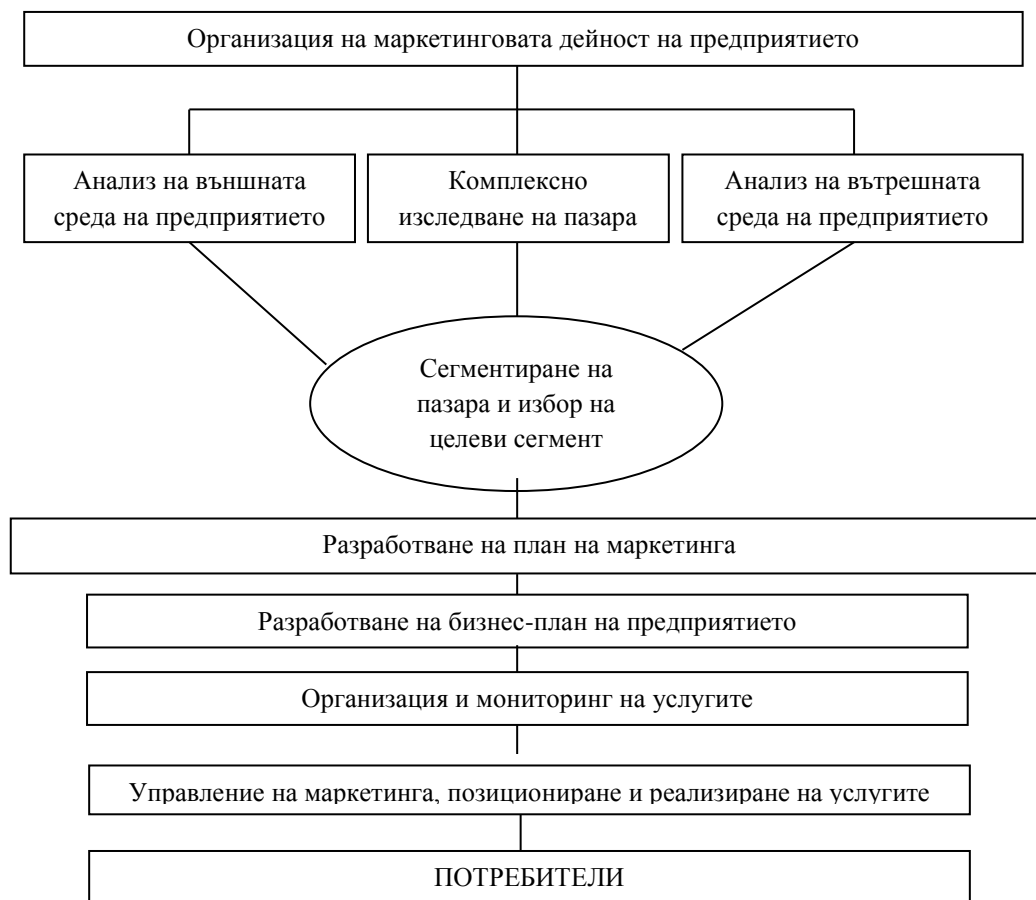 Организация на маркетинговата дейност на предприятието
Анализ на външната
среда на предприятието
Комплексно
изследване на пазара
Анализ на вътрешната
среда на предприятието
Сегментиране на
пазара и избор на
целеви сегмент
Разработване на план на маркетинга
Разработване на бизнес-план на предприятието
Организация и мониторинг на услугите
Управление на маркетинга, позициониране и реализиране на услугите
ПОТРЕБИТЕЛИ